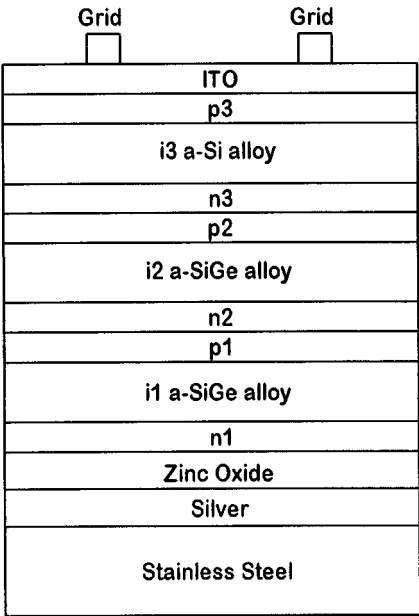 Grid Grid
ITO
p3
i3 a-Si alloy
n3
p2
i2 a-SiGe alloy
n2
p1
i1 a-SiGe alloy
n1
Zinc Oxide
Silver
Stainless Steel